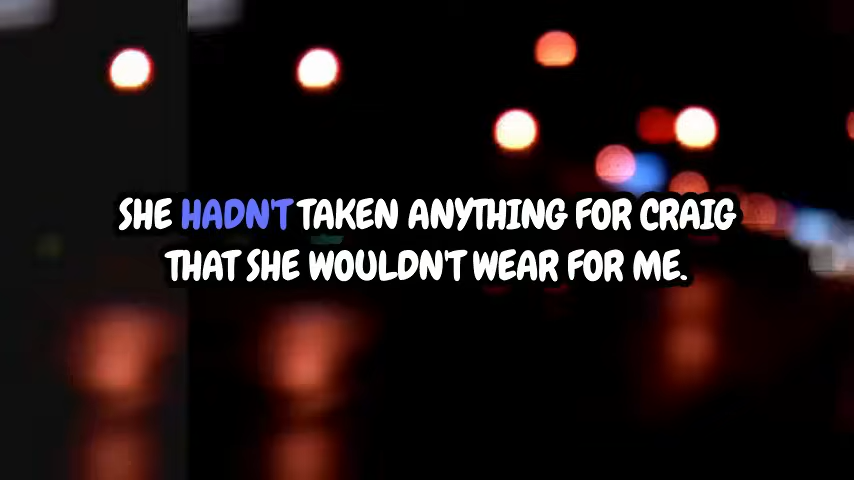 SHE HADN'T TAKEN ANYTHING FOR CRAIG
THAT SHE WOULDN'T WEAR FOR ME.